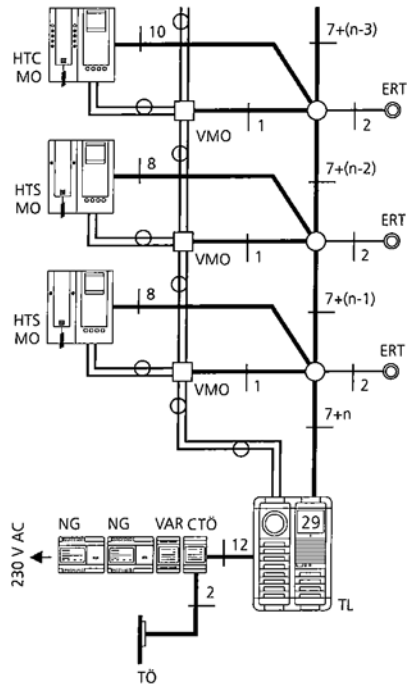 10
7+(n-3)
HTC
MO
ERT
VMO
1
2
8
7+(n-2)
HTS
MO
ERT
VMO
1
2
8
7+(n-1)
HTS
MO
ERT
VMO
1
2
7+n
NG
NG
VAR
CTÖ
29
230 V AC
12
TL
2
TÖ